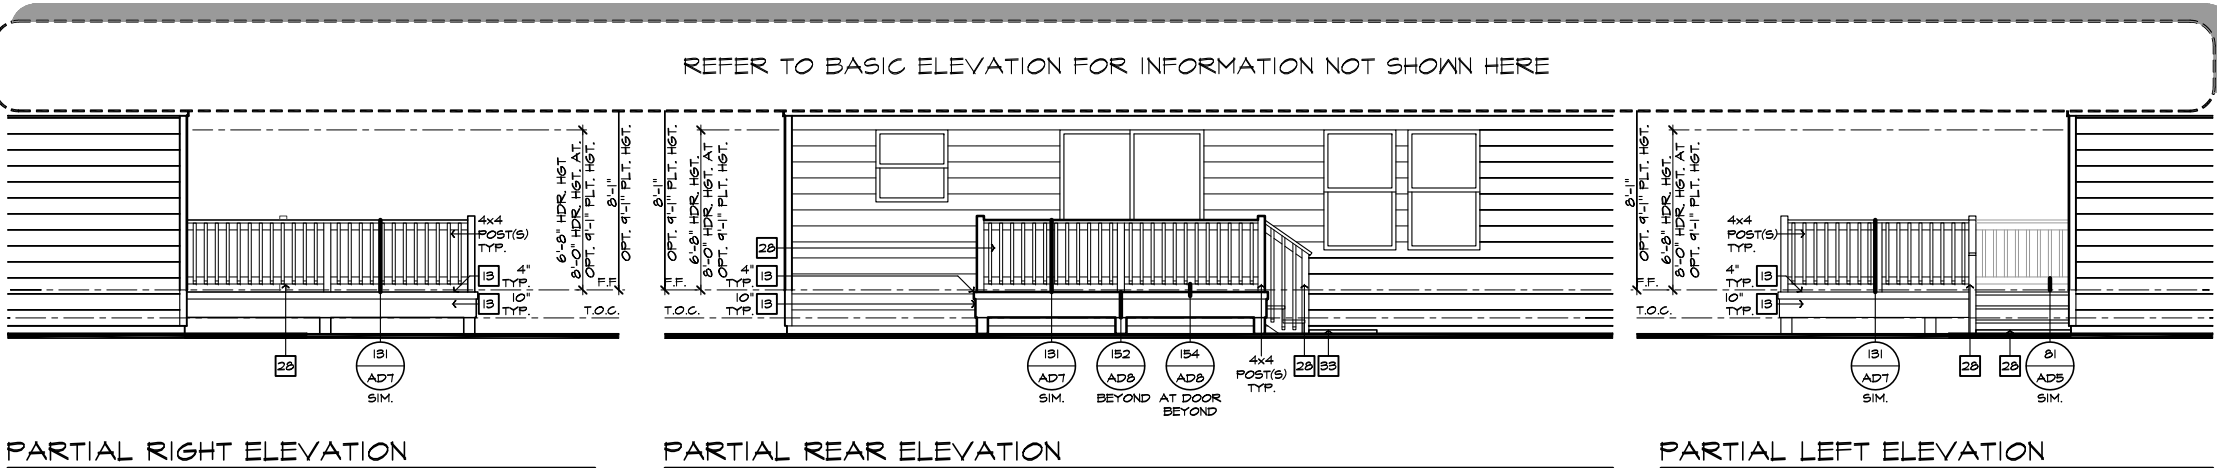 REFER TO BASIC ELEVATION FOR INFORMATION NOT SHOWN HERE
6'-8" HDR. HGT
8'-0" HDR. HGT. AT.
OPT. 9'-1" PLT. HGT.
8'-1"
OPT. 9'-1" PLT. HGT.
4x4
POST(S)
TYP.
13
4"
TYP.
13
10"
TYP.
F.F.
T.O.C.
28
131
AD7
SIM.
PARTIAL RIGHT ELEVATION
8'-1"
OPT. 9'-1" PLT. HGT.
6'-8" HDR. HGT.
8'-0" HDR. HGT. AT
OPT. 9'-1" PLT. HGT.
F.F.
T.O.C.
28
4"
TYP.
13
10"
TYP.
13
131
AD7
SIM.
152
AD8
BEYOND
154
AD8
AT DOOR
BEYOND
4x4
POST(S)
TYP.
28
33
PARTIAL REAR ELEVATION
8'-1"
OPT. 9'-1" PLT. HGT.
6'-8" HDR. HGT.
8'-0" HDR. HGT. AT
OPT. 9'-1" PLT. HGT.
F.F.
T.O.C.
4x4
POST(S)
TYP.
4"
TYP.
13
10"
TYP.
13
131
AD7
SIM.
28
28
81
AD5
SIM.
PARTIAL LEFT ELEVATION